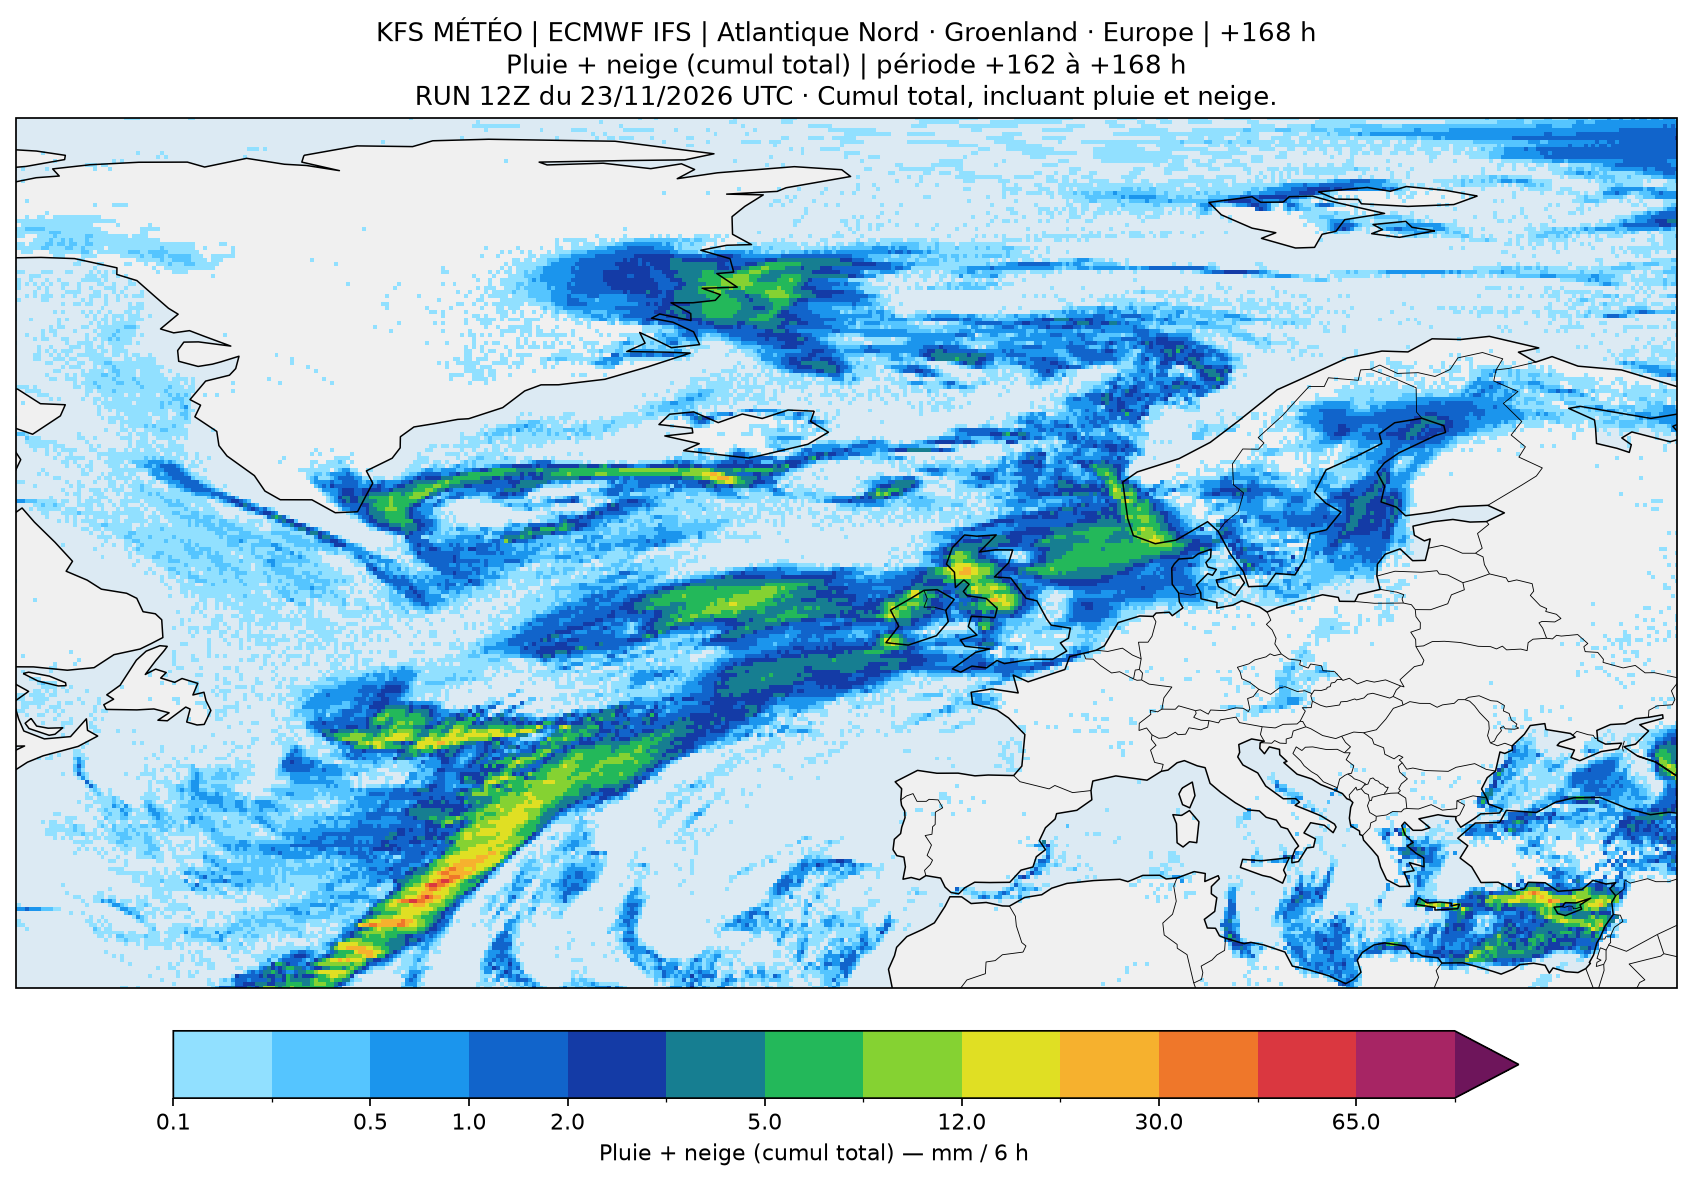 KFS MÉTÉO | ECMWF IFS | Atlantique Nord · Groenland · Europe | +168 h
Pluie + neige (cumul total) | période +162 à +168 h
RUN 12Z du 23/11/2026 UTC · Cumul total, incluant pluie et neige.
0.1 0.5 1.0 2.0 5.0 12.0 30.0 65.0
Pluie + neige (cumul total) — mm / 6 h